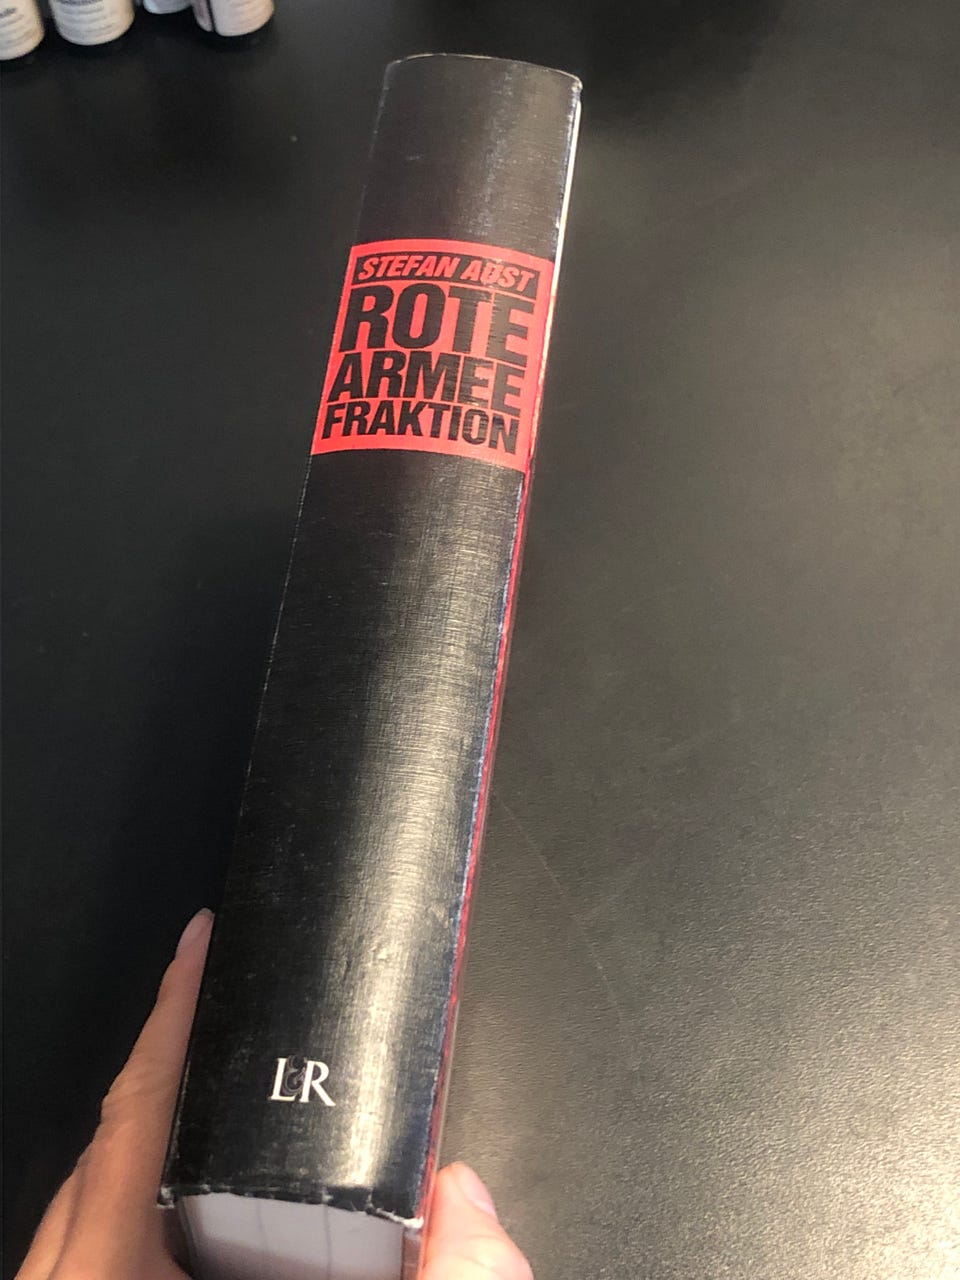 STEFAN AUST
ROTE
ARMEE
FRAKTION
L&R